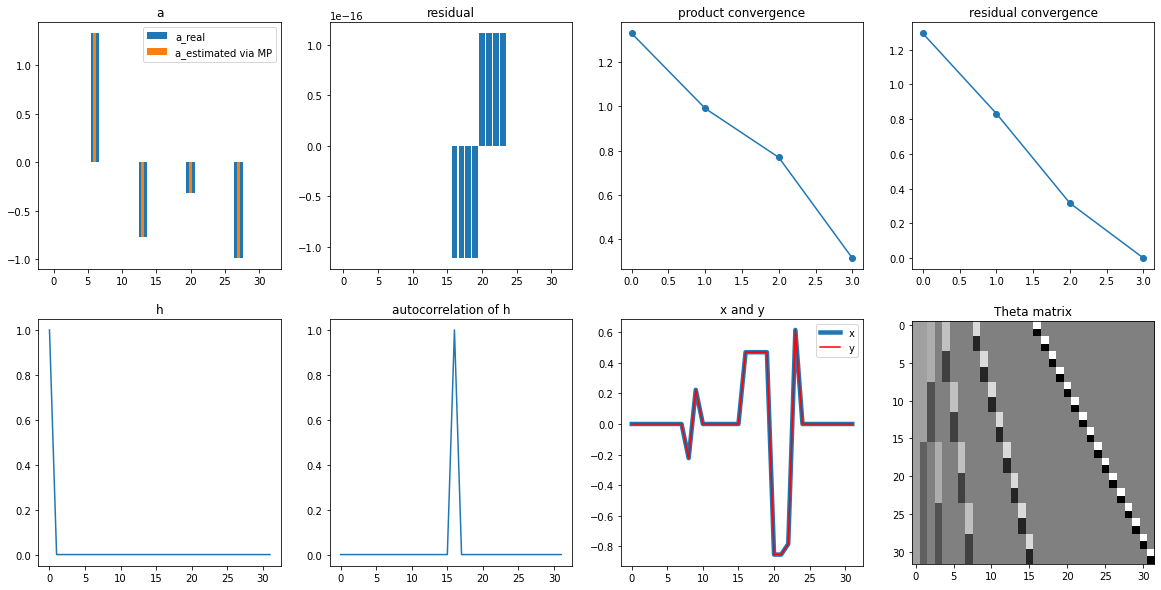 a
a_real
a_estimated via MP
1.0
0.5
0.0
−0.5
−1.0
0 5 10 15 20 25 30
residual
1e−16
1.0
0.5
0.0
−0.5
−1.0
0 5 10 15 20 25 30
product convergence
1.2
1.0
0.8
0.6
0.4
0.0 0.5 1.0 1.5 2.0 2.5 3.0
residual convergence
1.2
1.0
0.8
0.6
0.4
0.2
0.0
0.0 0.5 1.0 1.5 2.0 2.5 3.0
h
1.0
0.8
0.6
0.4
0.2
0.0
0 5 10 15 20 25 30
autocorrelation of h
1.0
0.8
0.6
0.4
0.2
0.0
0 5 10 15 20 25 30
x and y
x
y
0.6
0.4
0.2
0.0
−0.2
−0.4
−0.6
−0.8
0 5 10 15 20 25 30
Theta matrix
0
5
10
15
20
25
30
0 5 10 15 20 25 30